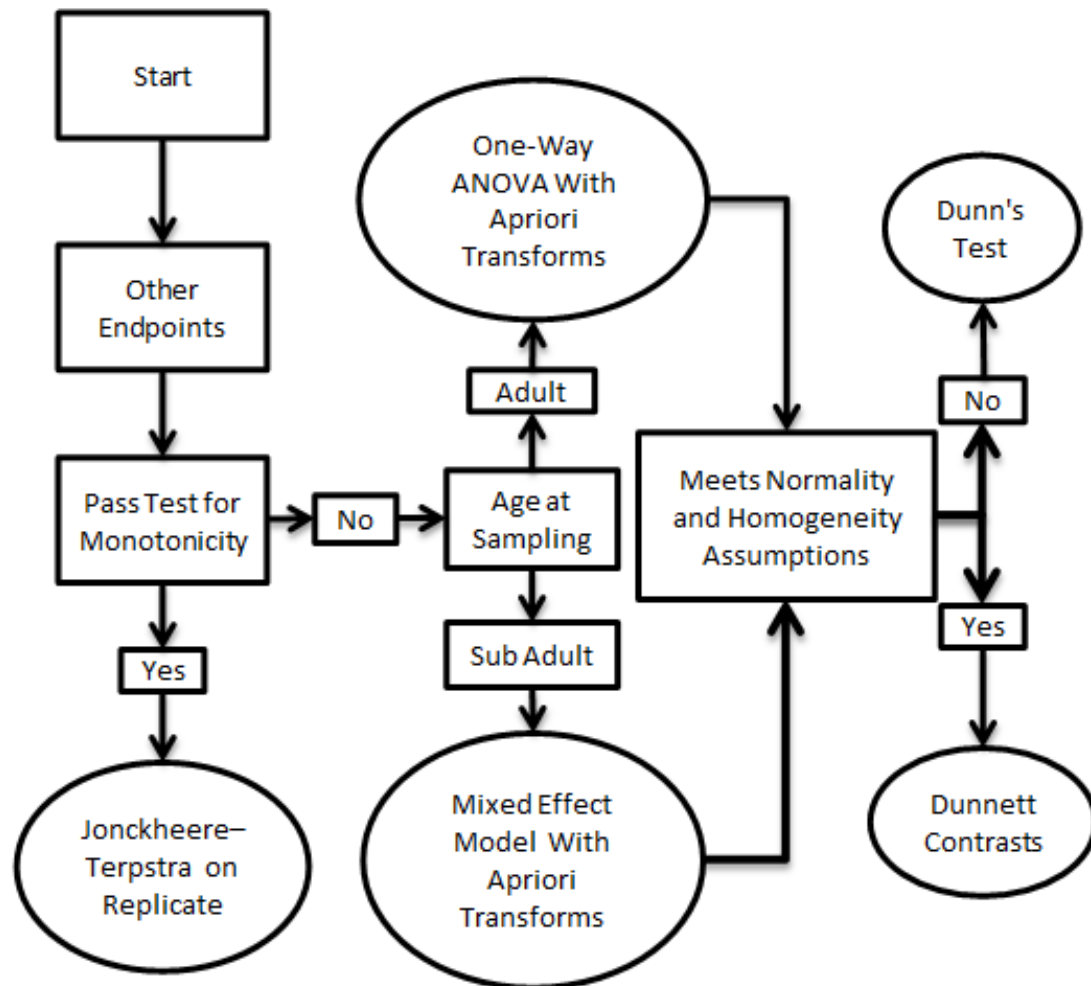 Start
Other
Endpoints
Pass Test for
Monotonicity
Yes
Jonckheere–
Terpstra on
Replicate
No
Age at
Sampling
Adult
One-Way
ANOVA With
Apriori
Transforms
Sub Adult
Mixed Effect
Model With
Apriori
Transforms
Meets Normality
and Homogeneity
Assumptions
No
Dunn's
Test
Yes
Dunnett
Contrasts